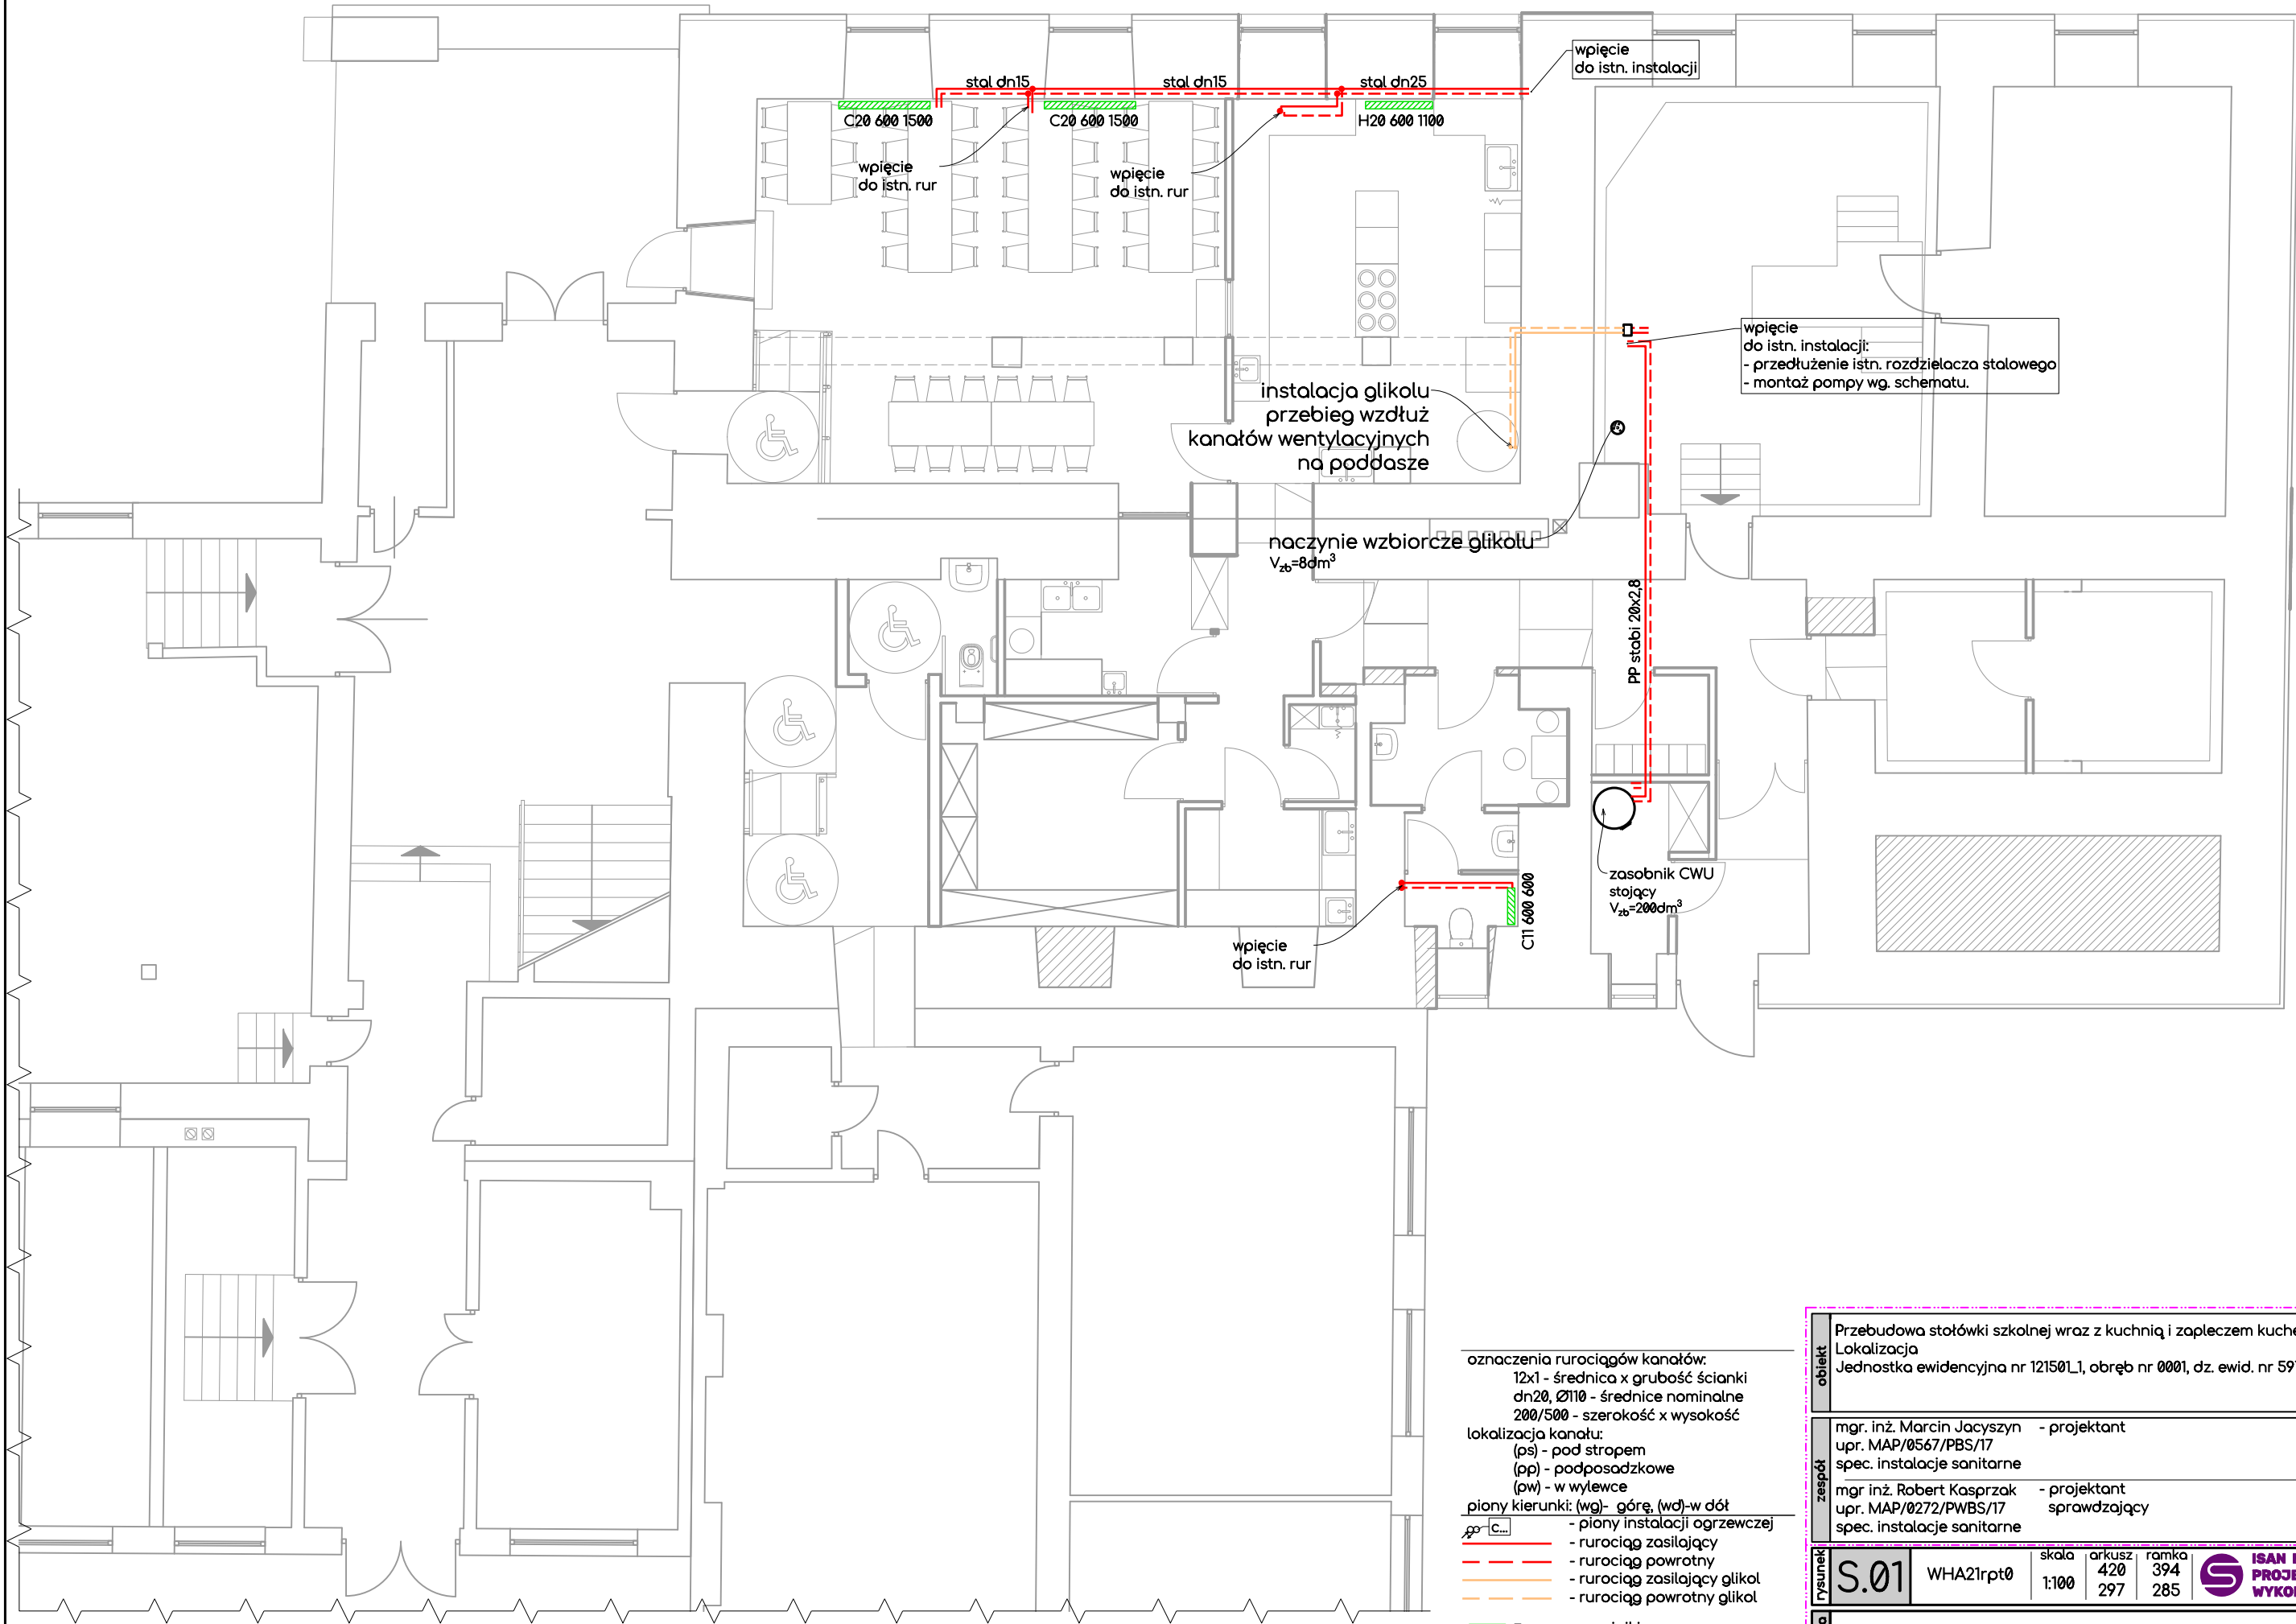 wpięcie
do istn. instalacji
stal dn15
stal dn15
stal dn25
C20 600 1500
C20 600 1500
H20 600 1100
wpięcie
do istn. rur
wpięcie
do istn. rur
wpięcie
do istn. instalacji:
- przedłużenie istn. rozdzielacza stalowego
- montaż pompy wg. schematu.
instalacja glikolu
przebieg wzdłuż
kanałów wentylacyjnych
na poddasze
naczynie wzbiorcze glikolu
Vzb=8dm³
PP stabi 20x2,8
zasobnik CWU
stojący
Vzb=200dm³
C11 600 600
wpięcie
do istn. rur
oznaczenia rurociągów kanałów:
12x1 - średnica x grubość ścianki
dn20, Ø110 - średnice nominalne
200/500 - szerokość x wysokość
lokalizacja kanału:
(ps) - pod stropem
(pp) - podposadzkowe
(pw) - w wylewce
piony kierunki: (wg)- górę, (wd)-w dół
C... - piony instalacji ogrzewczej
- rurociąg zasilający
- rurociąg powrotny
- rurociąg zasilający glikol
- rurociąg powrotny glikol
obiekt
Przebudowa stołówki szkolnej wraz z kuchnią i zapleczem kuche
Lokalizacja
Jednostka ewidencyjna nr 121501_1, obręb nr 0001, dz. ewid. nr 59
zespół
mgr. inż. Marcin Jacyszyn - projektant
upr. MAP/0567/PBS/17
spec. instalacje sanitarne
mgr inż. Robert Kasprzak - projektant
upr. MAP/0272/PWBS/17 sprawdzający
spec. instalacje sanitarne
rysunek
S.01
WHA21rpt0
skala
1:100
arkusz
420
297
ramka
394
285
ISAN
PROJE
WYKO